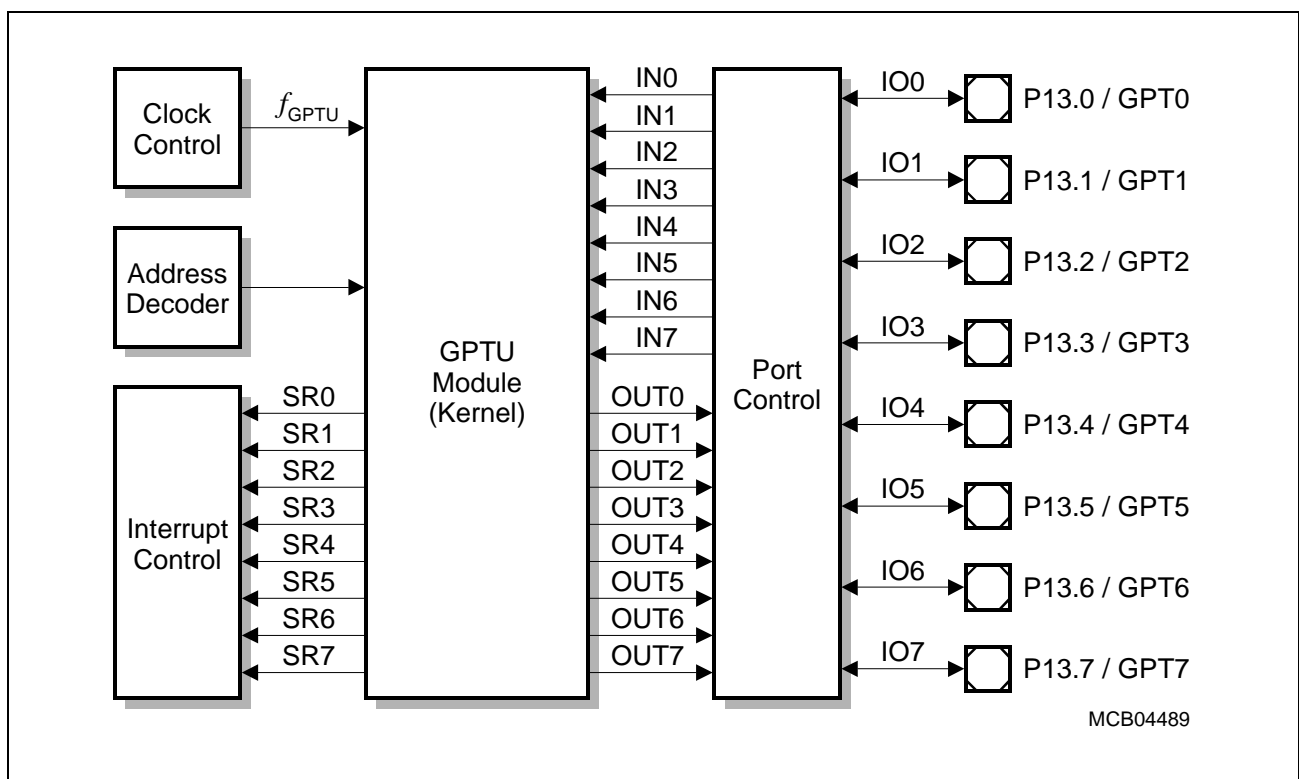 Clock
Control
fGPTU
Address
Decoder
Interrupt
Control
SR0
SR1
SR2
SR3
SR4
SR5
SR6
SR7
GPTU
Module
(Kernel)
IN0
IN1
IN2
IN3
IN4
IN5
IN6
IN7
OUT0
OUT1
OUT2
OUT3
OUT4
OUT5
OUT6
OUT7
Port
Control
IO0
IO1
IO2
IO3
IO4
IO5
IO6
IO7
P13.0 / GPT0
P13.1 / GPT1
P13.2 / GPT2
P13.3 / GPT3
P13.4 / GPT4
P13.5 / GPT5
P13.6 / GPT6
P13.7 / GPT7
MCB04489